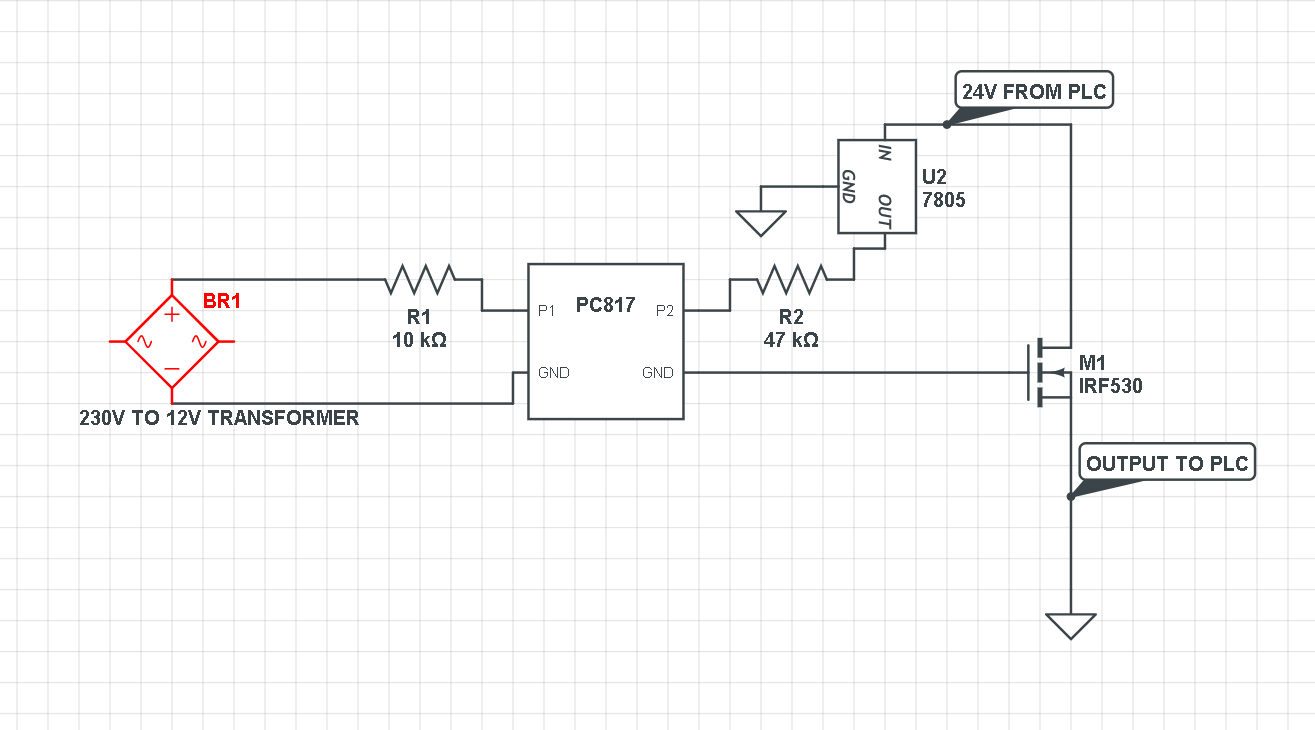 24V FROM PLC
IN
GND
OUT
U2
7805
BR1
+
−
230V TO 12V TRANSFORMER
R1
10 kΩ
PC817
P1
P2
GND
GND
R2
47 kΩ
M1
IRF530
OUTPUT TO PLC